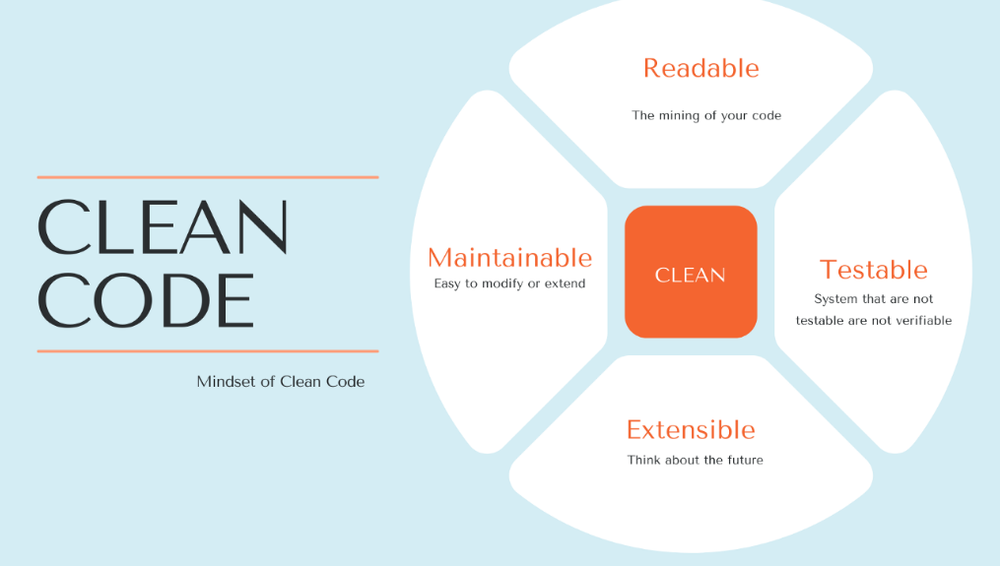 CLEAN
CODE
Mindset of Clean Code
Readable
The mining of your code
Maintainable
Easy to modify or extend
CLEAN
Testable
System that are not
testable are not verifiable
Extensible
Think about the future